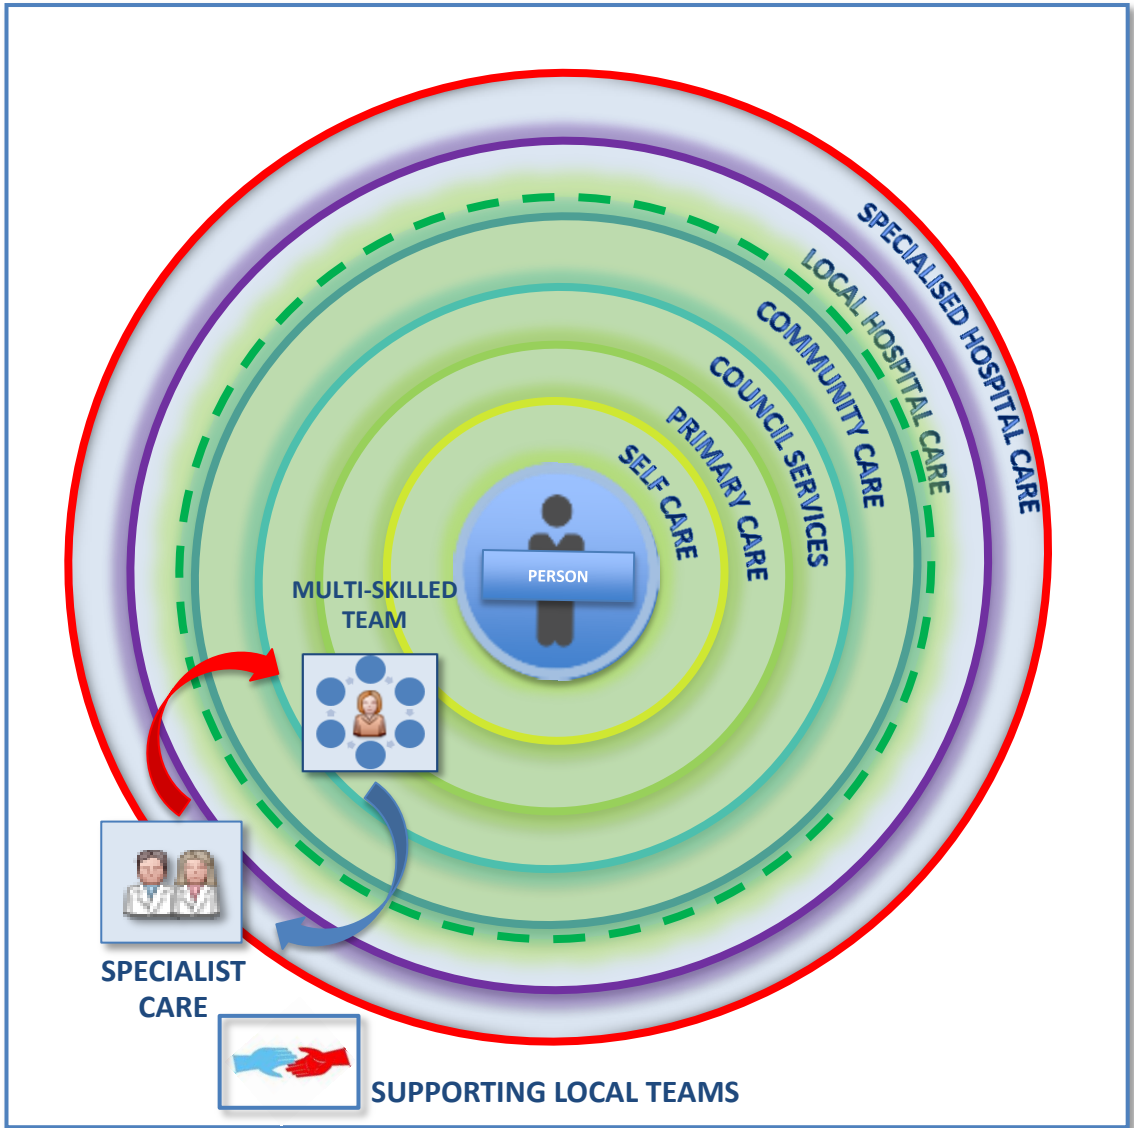 SPECIALISED HOSPITAL CARE
LOCAL HOSPITAL CARE
COMMUNITY CARE
COUNCIL SERVICES
PRIMARY CARE
SELF CARE
PERSON
MULTI-SKILLED
TEAM
SPECIALIST
CARE
SUPPORTING LOCAL TEAMS